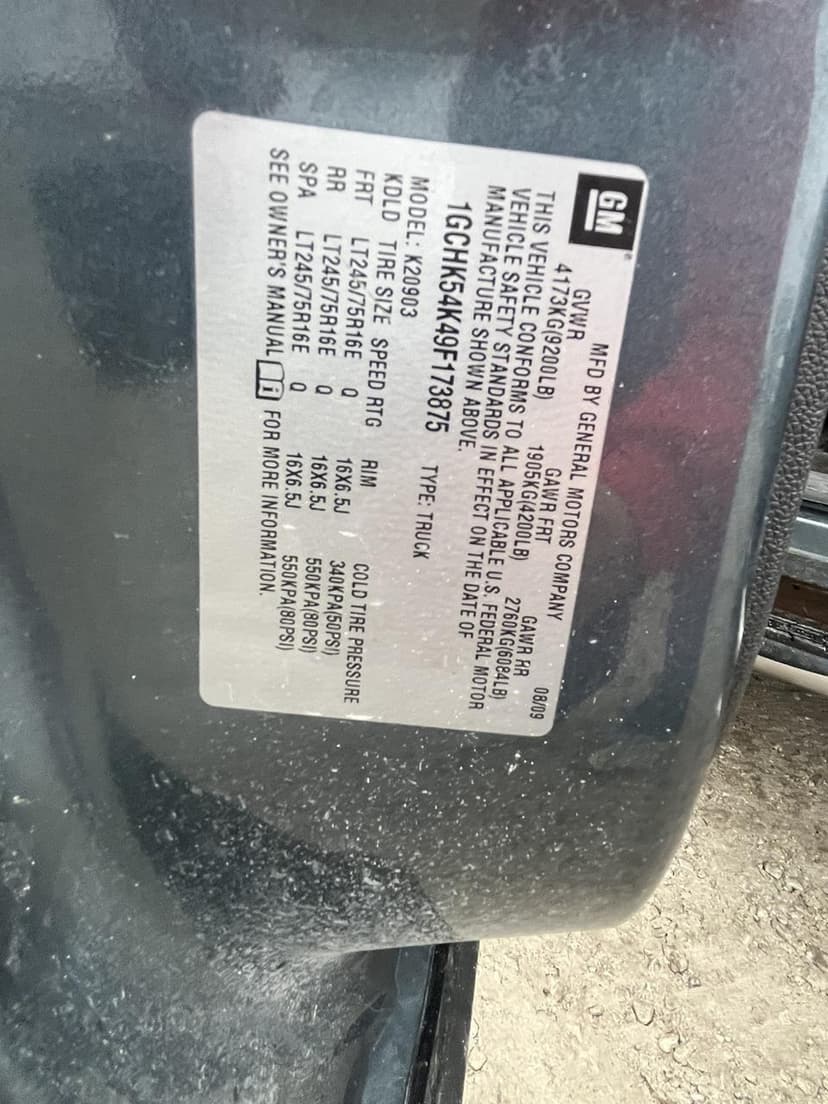 GM
MFD BY GENERAL MOTORS COMPANY
GVWR GAWR FRT GAWR RR 08/09
4173KG(9200LB) 1905KG(4200LB) 2760KG(6084LB)
THIS VEHICLE CONFORMS TO ALL APPLICABLE U.S. FEDERAL MOTOR
VEHICLE SAFETY STANDARDS IN EFFECT ON THE DATE OF
MANUFACTURE SHOWN ABOVE.
1GCHK54K49F173875 TYPE: TRUCK
MODEL: K20903
KDLD TIRE SIZE SPEED RTG RIM COLD TIRE PRESSURE
FRT LT245/75R16E Q 16X6.5J 340KPA(50PSI)
RR LT245/75R16E Q 16X6.5J 550KPA(80PSI)
SPA LT245/75R16E Q 16X6.5J 550KPA(80PSI)
SEE OWNER'S MANUAL FOR MORE INFORMATION.